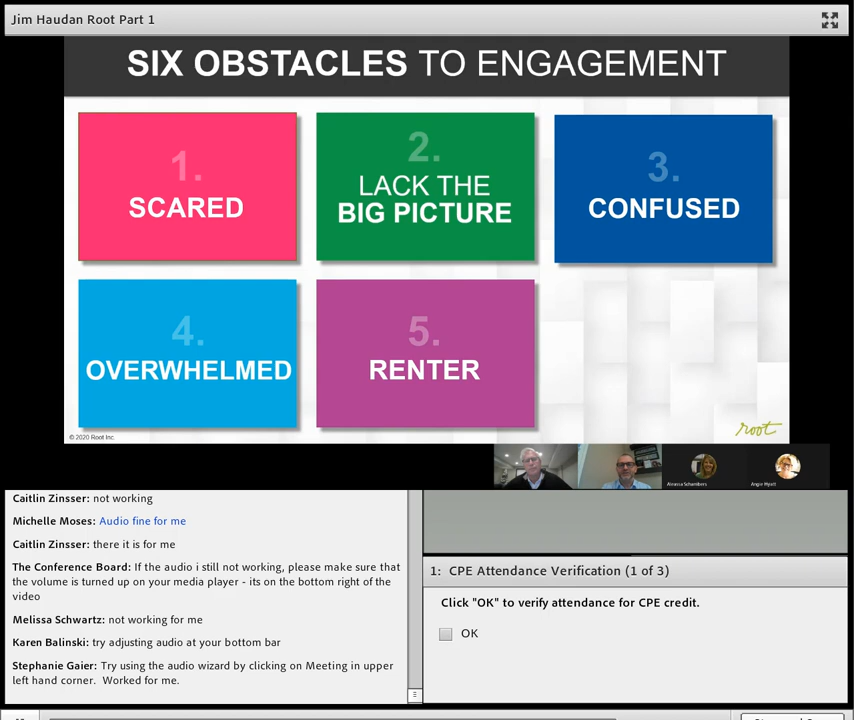 Jim Haudan Root Part 1
SIX OBSTACLES TO ENGAGEMENT
1.
SCARED
2.
LACK THE
BIG PICTURE
3.
CONFUSED
4.
OVERWHELMED
5.
RENTER
© 2020 Root Inc.
root
Angie Wyatt
Caitlin Zinsser: not working
Michelle Moses: Audio fine for me
Caitlin Zinsser: there it is for me
The Conference Board: If the audio i still not working, please make sure that
the volume is turned up on your media player - its on the bottom right of the
video
Melissa Schwartz: not working for me
Karen Balinski: try adjusting audio at your bottom bar
Stephanie Gaier: Try using the audio wizard by clicking on Meeting in upper
left hand corner. Worked for me.
1: CPE Attendance Verification (1 of 3)
Click "OK" to verify attendance for CPE credit.
OK